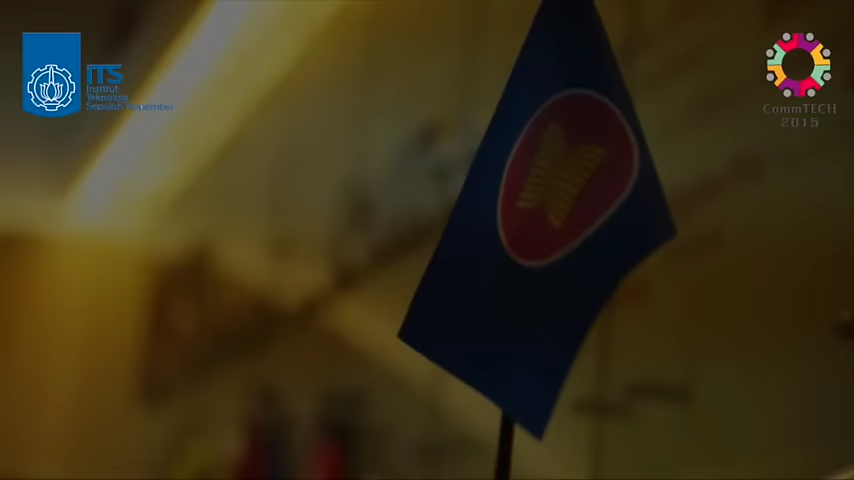 ITS
Institut
Teknologi
Sepuluh Nopember
CommTECH
2015